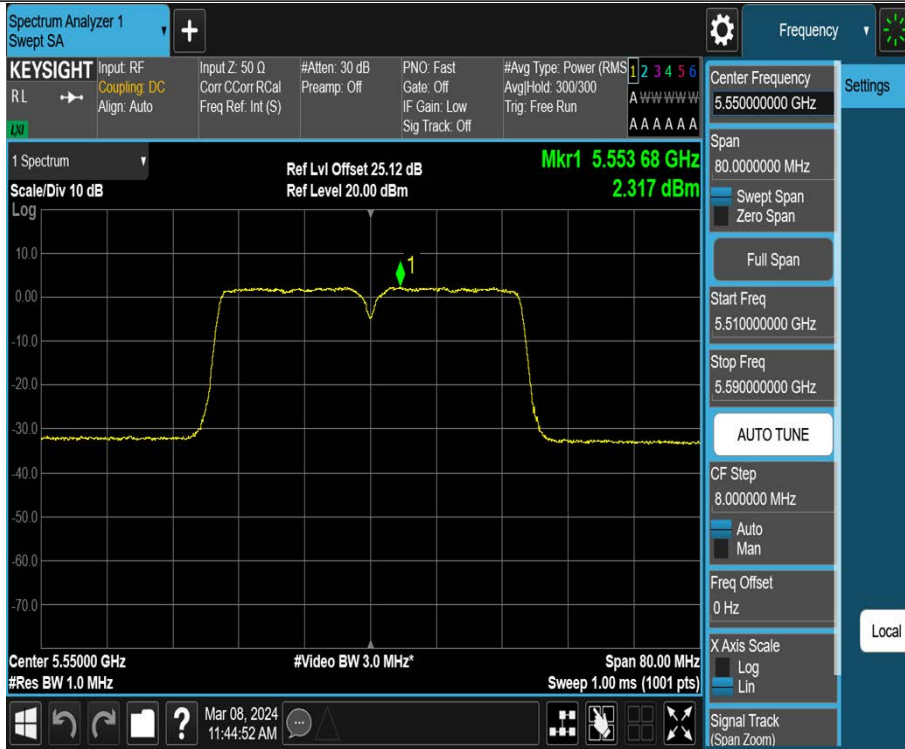 Spectrum Analyzer 1
Swept SA
+
Frequency
KEYSIGHT
R L
LXI
Input: RF
Coupling: DC
Align: Auto
Input Z: 50 Ω
Corr CCorr RCal
Freq Ref: Int (S)
#Atten: 30 dB
Preamp: Off
PNO: Fast
Gate: Off
IF Gain: Low
Sig Track: Off
#Avg Type: Power (RMS
Avg|Hold: 300/300
Trig: Free Run
1 2 3 4 5 6
A W W W W W
A A A A A A
1 Spectrum
Scale/Div 10 dB
Log
Ref Lvl Offset 25.12 dB
Ref Level 20.00 dBm
Mkr1 5.553 68 GHz
2.317 dBm
1
10.0
0.00
-10.0
-20.0
-30.0
-40.0
-50.0
-60.0
-70.0
Center 5.55000 GHz
#Res BW 1.0 MHz
#Video BW 3.0 MHz*
Span 80.00 MHz
Sweep 1.00 ms (1001 pts)
?
Mar 08, 2024
11:44:52 AM
Center Frequency
5.550000000 GHz
Span
80.0000000 MHz
Swept Span
Zero Span
Full Span
Start Freq
5.510000000 GHz
Stop Freq
5.590000000 GHz
AUTO TUNE
CF Step
8.000000 MHz
Auto
Man
Freq Offset
0 Hz
X Axis Scale
Log
Lin
Signal Track
(Span Zoom)
Settings
Local